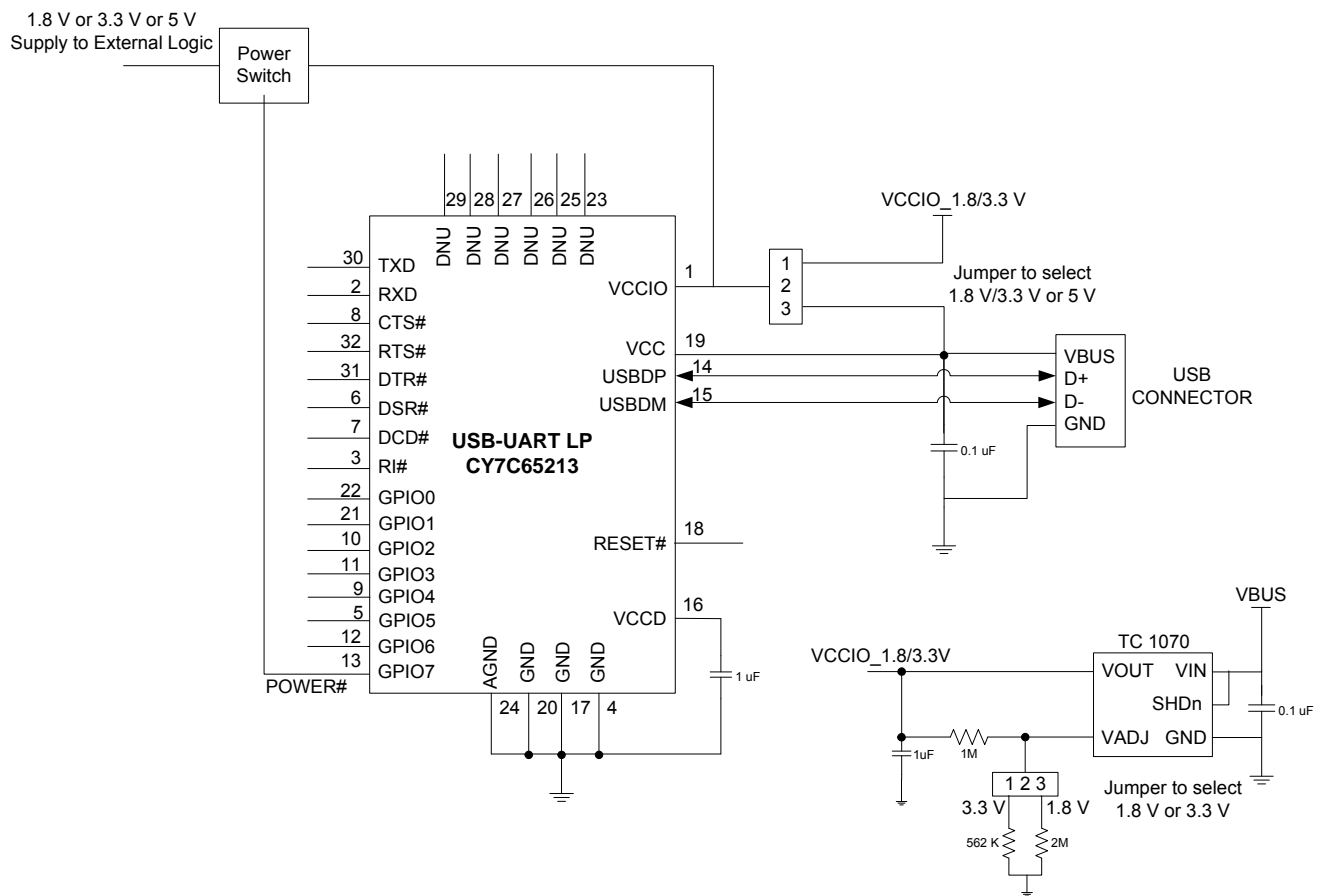 1.8 V or 3.3 V or 5 V
Supply to External Logic
Power
Switch
29
28
27
26
25
23
DNU
DNU
DNU
DNU
DNU
DNU
30
TXD
2
RXD
8
CTS#
32
RTS#
31
DTR#
6
DSR#
7
DCD#
3
RI#
22
GPIO0
21
GPIO1
10
GPIO2
11
GPIO3
9
GPIO4
5
GPIO5
12
GPIO6
13
GPIO7
POWER#
USB-UART LP
CY7C65213
VCCIO
1
VCC
19
USBDP
14
USBDM
15
RESET#
18
VCCD
16
1 uF
AGND
GND
GND
GND
24
20
17
4
VCCIO_1.8/3.3 V
1
2
3
Jumper to select
1.8 V/3.3 V or 5 V
VBUS
D+
D-
GND
USB
CONNECTOR
0.1 uF
VBUS
TC 1070
VCCIO_1.8/3.3V
VOUT
VIN
SHDn
VADJ
GND
0.1 uF
1uF
1M
1 2 3
3.3 V
1.8 V
Jumper to select
1.8 V or 3.3 V
562 K
2M